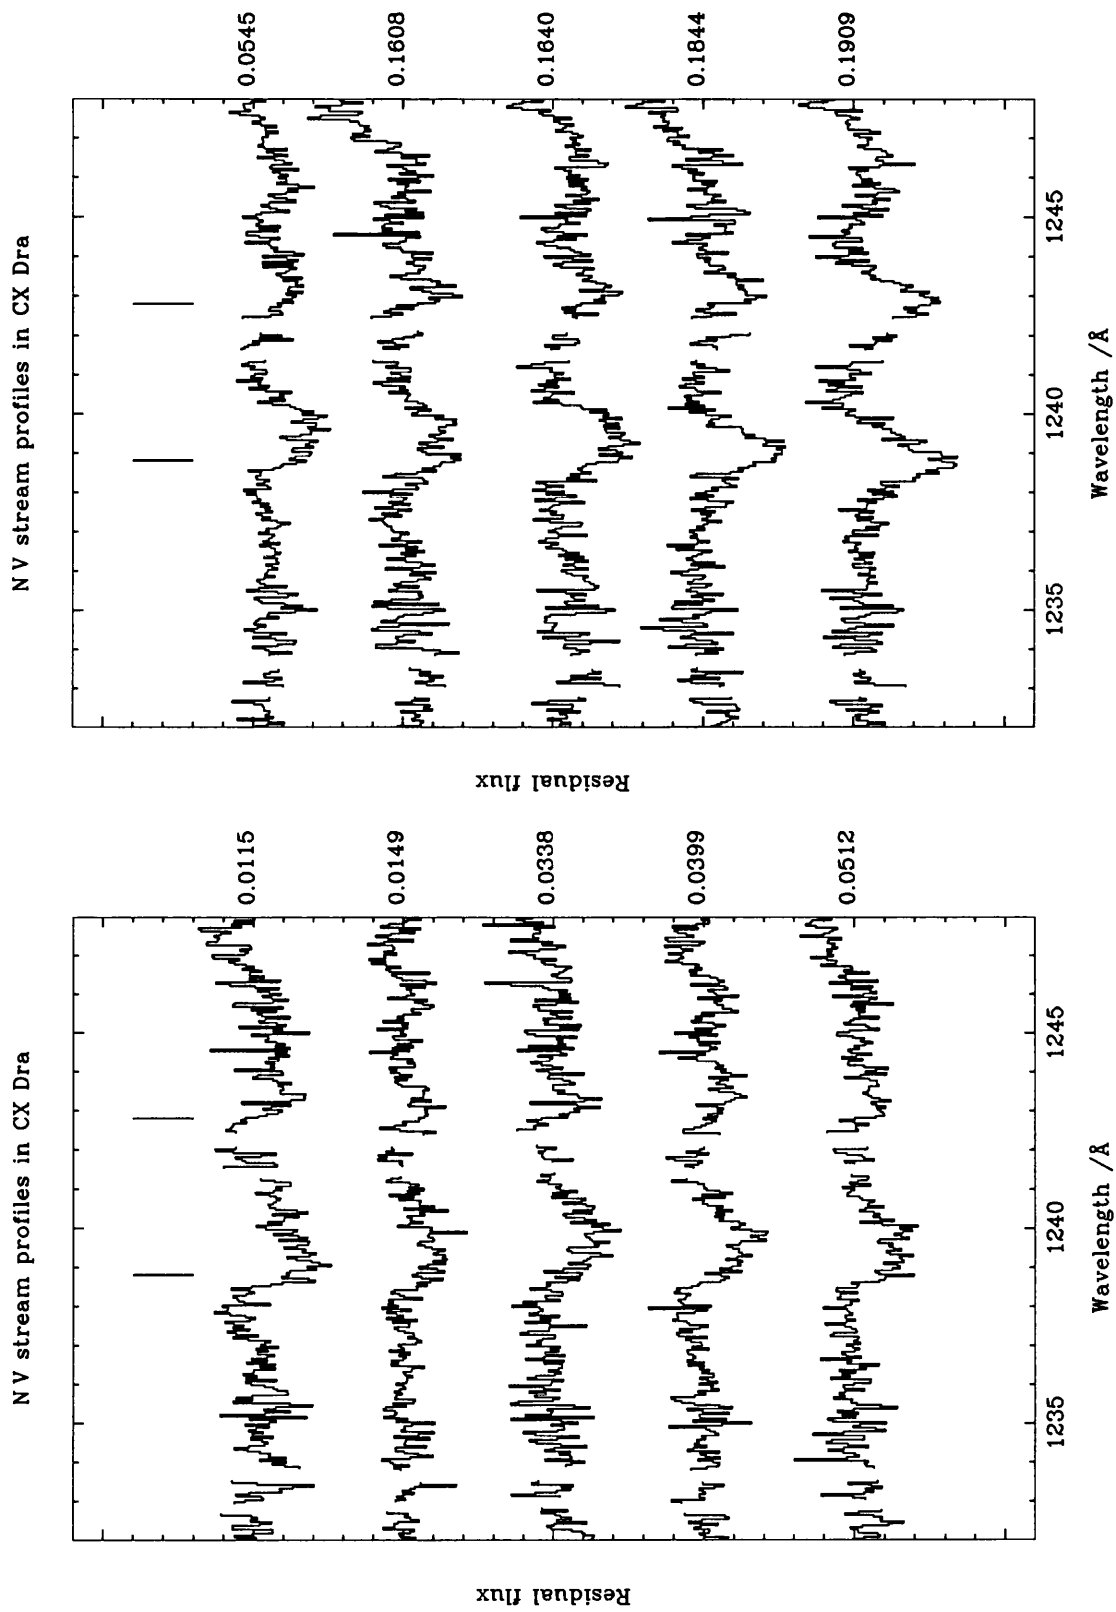 N V stream profiles in CX Dra
Residual flux
0.0115
0.0149
0.0338
0.0399
0.0512
1235
1240
1245
Wavelength /Å
N V stream profiles in CX Dra
Residual flux
0.0545
0.1608
0.1640
0.1844
0.1909
1235
1240
1245
Wavelength /Å